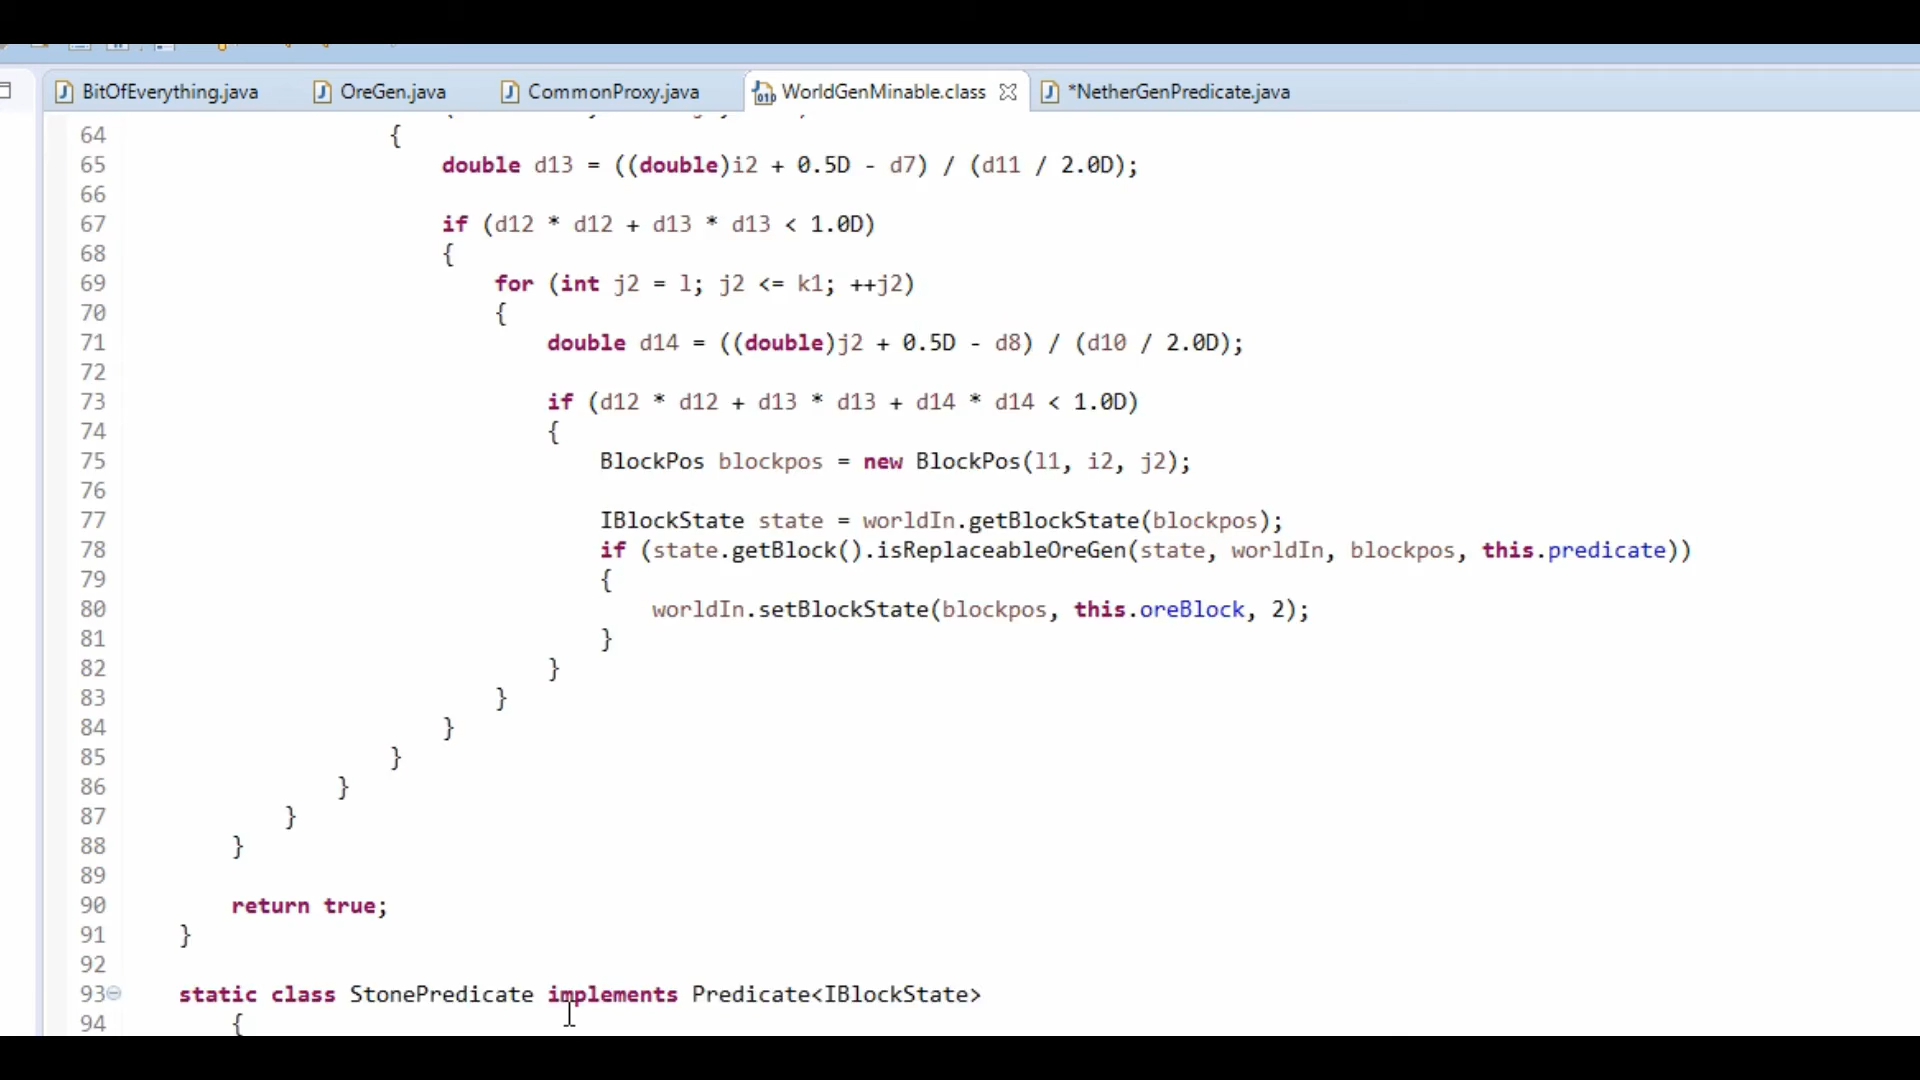 BitOfEverything.java OreGen.java CommonProxy.java WorldGenMinable.class *NetherGenPredicate.java
64 {
65 double d13 = ((double)i2 + 0.5D - d7) / (d11 / 2.0D);
66
67 if (d12 * d12 + d13 * d13 < 1.0D)
68 {
69 for (int j2 = l; j2 <= k1; ++j2)
70 {
71 double d14 = ((double)j2 + 0.5D - d8) / (d10 / 2.0D);
72
73 if (d12 * d12 + d13 * d13 + d14 * d14 < 1.0D)
74 {
75 BlockPos blockpos = new BlockPos(l1, i2, j2);
76
77 IBlockState state = worldIn.getBlockState(blockpos);
78 if (state.getBlock().isReplaceableOreGen(state, worldIn, blockpos, this.predicate))
79 {
80 worldIn.setBlockState(blockpos, this.oreBlock, 2);
81 }
82 }
83 }
84 }
85 }
86 }
87 }
88 }
89
90 return true;
91 }
92
93 static class StonePredicate implements Predicate<IBlockState>
94 {